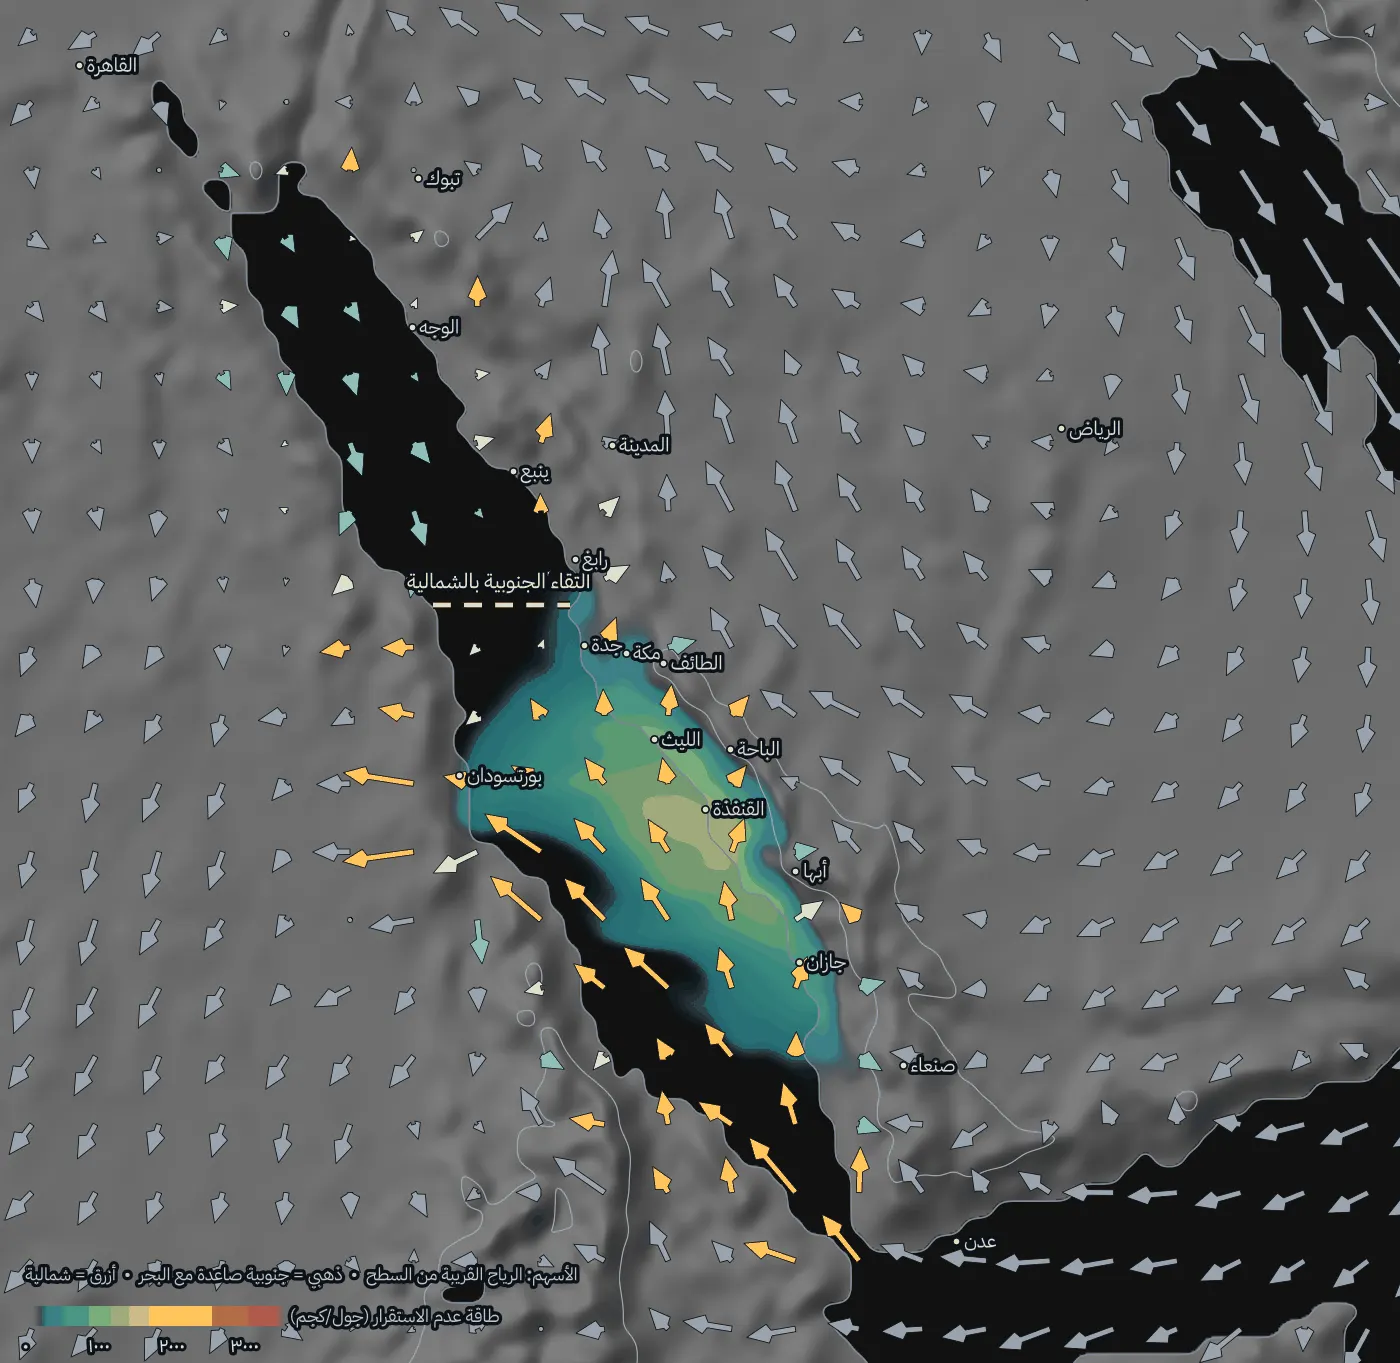 القاهرة
تبوك
الوجه
الرياض
المدينة
ينبع
رابغ
التقاء الجنوبية بالشمالية
جدة
مكة
الطائف
الليث
الباحة
بورتسودان
القنفذة
أبها
جازان
صنعاء
عدن
الأسهم: الرياح القريبة من السطح • ذهبي = جنوبية صاعدة مع البحر • أزرق = شمالية
طاقة عدم الاستقرار (جول/كجم)
٠ ١٠٠٠ ٢٠٠٠ ٣٠٠٠